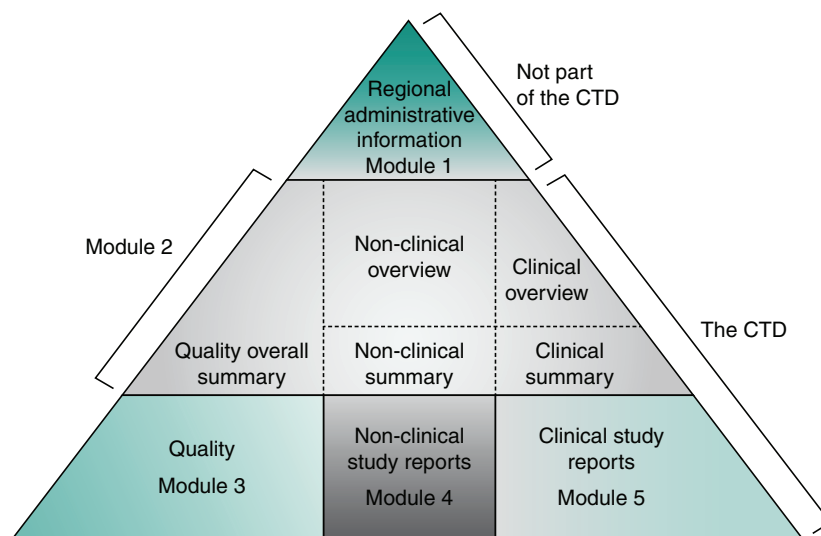 Regional
administrative
information
Module 1
Not part
of the CTD
Module 2
Non-clinical
overview
Clinical
overview
The CTD
Quality overall
summary
Non-clinical
summary
Clinical
summary
Quality
Module 3
Non-clinical
study reports
Module 4
Clinical study
reports
Module 5